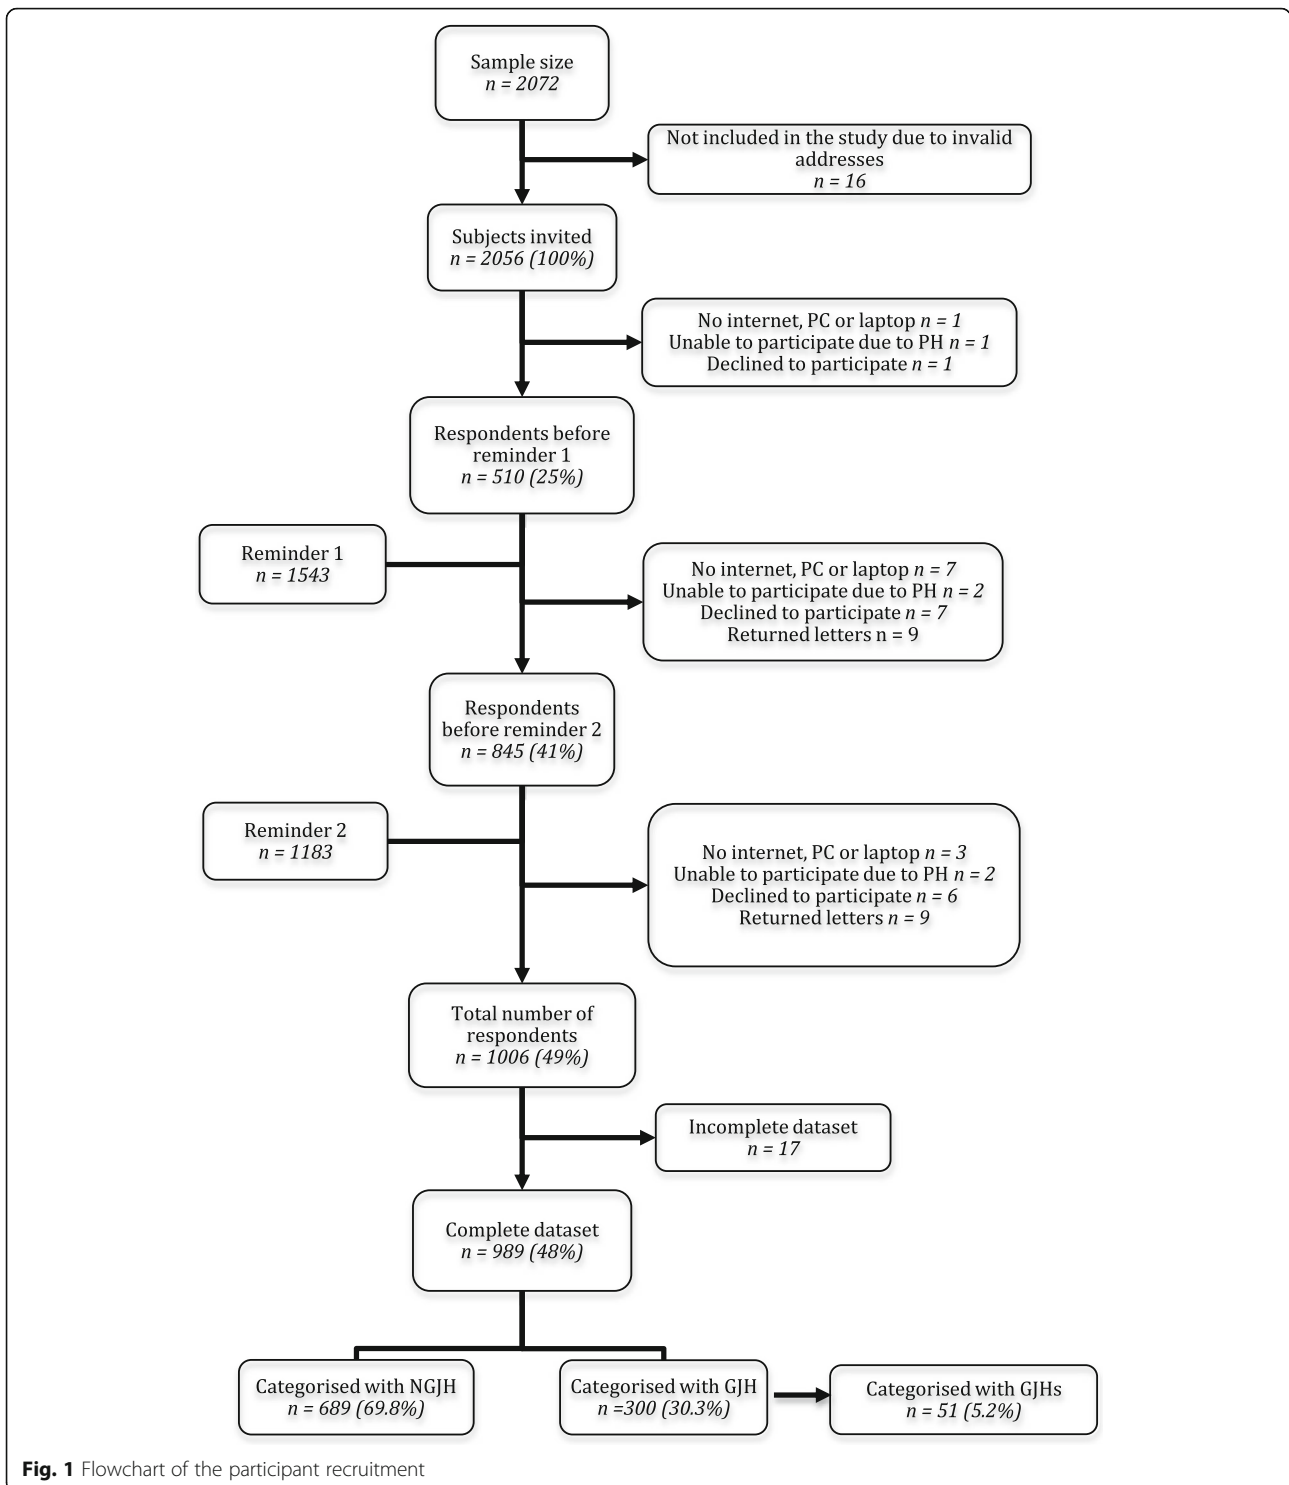 Sample size
n = 2072
Not included in the study due to invalid
addresses
n = 16
Subjects invited
n = 2056 (100%)
No internet, PC or laptop n = 1
Unable to participate due to PH n = 1
Declined to participate n = 1
Respondents before
reminder 1
n = 510 (25%)
Reminder 1
n = 1543
No internet, PC or laptop n = 7
Unable to participate due to PH n = 2
Declined to participate n = 7
Returned letters n = 9
Respondents
before reminder 2
n = 845 (41%)
Reminder 2
n = 1183
No internet, PC or laptop n = 3
Unable to participate due to PH n = 2
Declined to participate n = 6
Returned letters n = 9
Total number of
respondents
n = 1006 (49%)
Incomplete dataset
n = 17
Complete dataset
n = 989 (48%)
Categorised with NGJH
n = 689 (69.8%)
Categorised with GJH
n =300 (30.3%)
Categorised with GJHs
n = 51 (5.2%)
Fig. 1 Flowchart of the participant recruitment